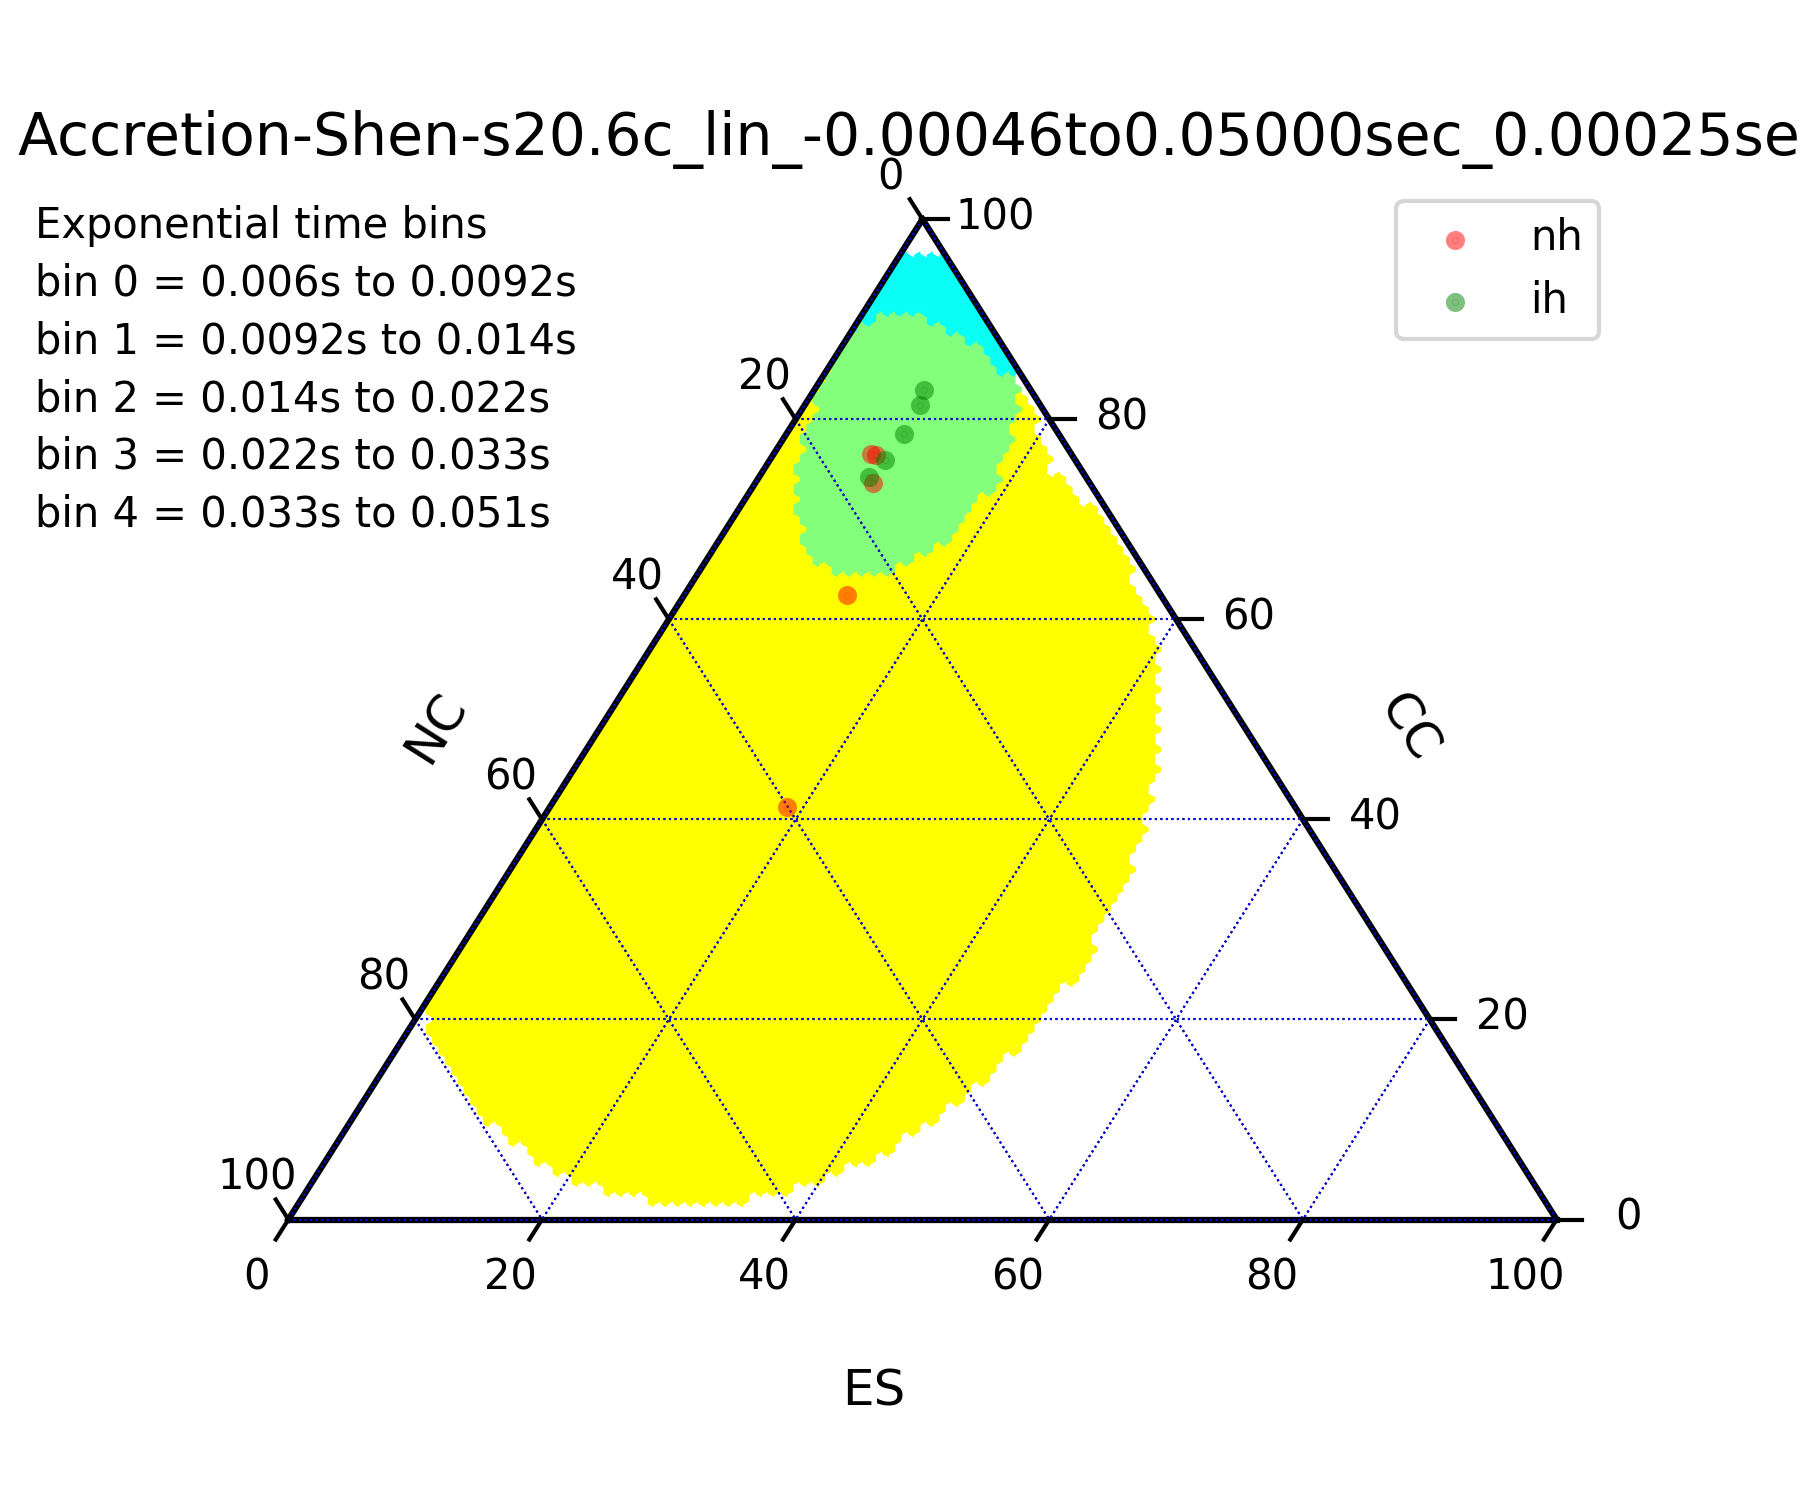 Accretion-Shen-s20.6c_lin_-0.00046to0.05000sec_0.00025se
Exponential time bins
bin 0 = 0.006s to 0.0092s
bin 1 = 0.0092s to 0.014s
bin 2 = 0.014s to 0.022s
bin 3 = 0.022s to 0.033s
bin 4 = 0.033s to 0.051s
nh
ih
0
100
20
80
40
60
NC
CC
60
40
80
20
100
0
0
20
40
60
80
100
ES